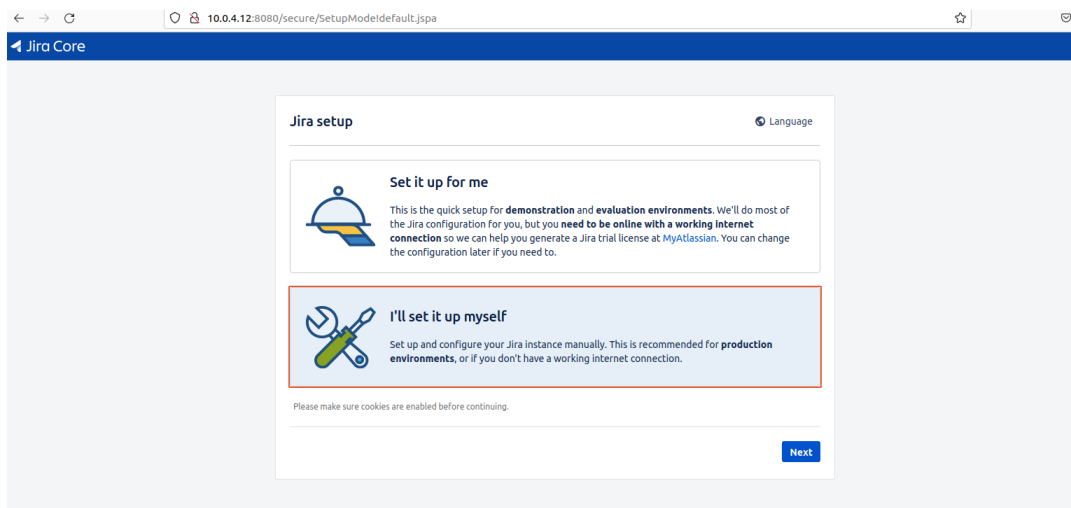 10.0.4.12:8080/secure/SetupMode!default.jspa
Jira Core
Jira setup
Language
Set it up for me
This is the quick setup for demonstration and evaluation environments. We'll do most of
the Jira configuration for you, but you need to be online with a working internet
connection so we can help you generate a Jira trial license at MyAtlassian. You can change
the configuration later if you need to.
I'll set it up myself
Set up and configure your Jira instance manually. This is recommended for production
environments, or if you don't have a working internet connection.
Please make sure cookies are enabled before continuing.
Next